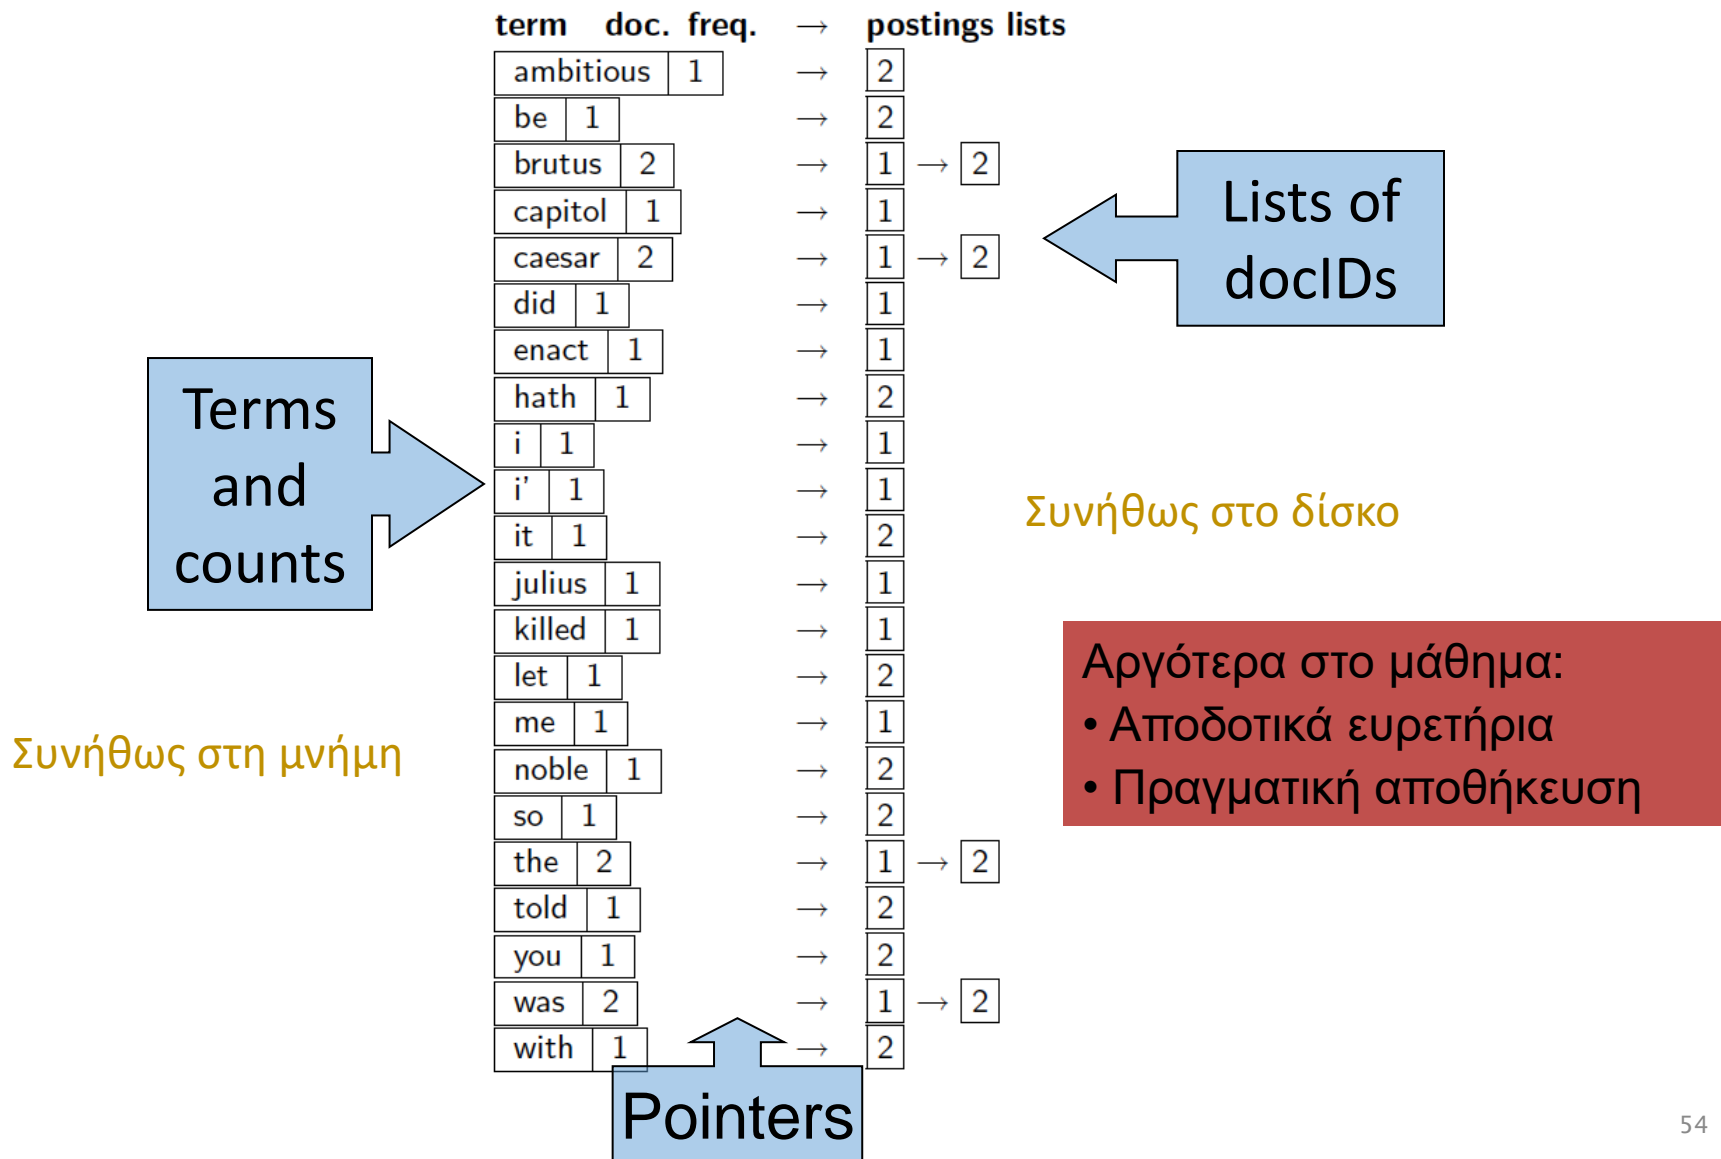 term doc. freq. → postings lists
ambitious 1 → 2
be 1 → 2
brutus 2 → 1 → 2
capitol 1 → 1
caesar 2 → 1 → 2
did 1 → 1
enact 1 → 1
hath 1 → 2
i 1 → 1
i' 1 → 1
it 1 → 2
julius 1 → 1
killed 1 → 1
let 1 → 2
me 1 → 1
noble 1 → 2
so 1 → 2
the 2 → 1 → 2
told 1 → 2
you 1 → 2
was 2 → 1 → 2
with 1 → 2
Lists of
docIDs
Terms
and
counts
Συνήθως στο δίσκο
Αργότερα στο μάθημα:
• Αποδοτικά ευρετήρια
• Πραγματική αποθήκευση
Συνήθως στη μνήμη
Pointers
54